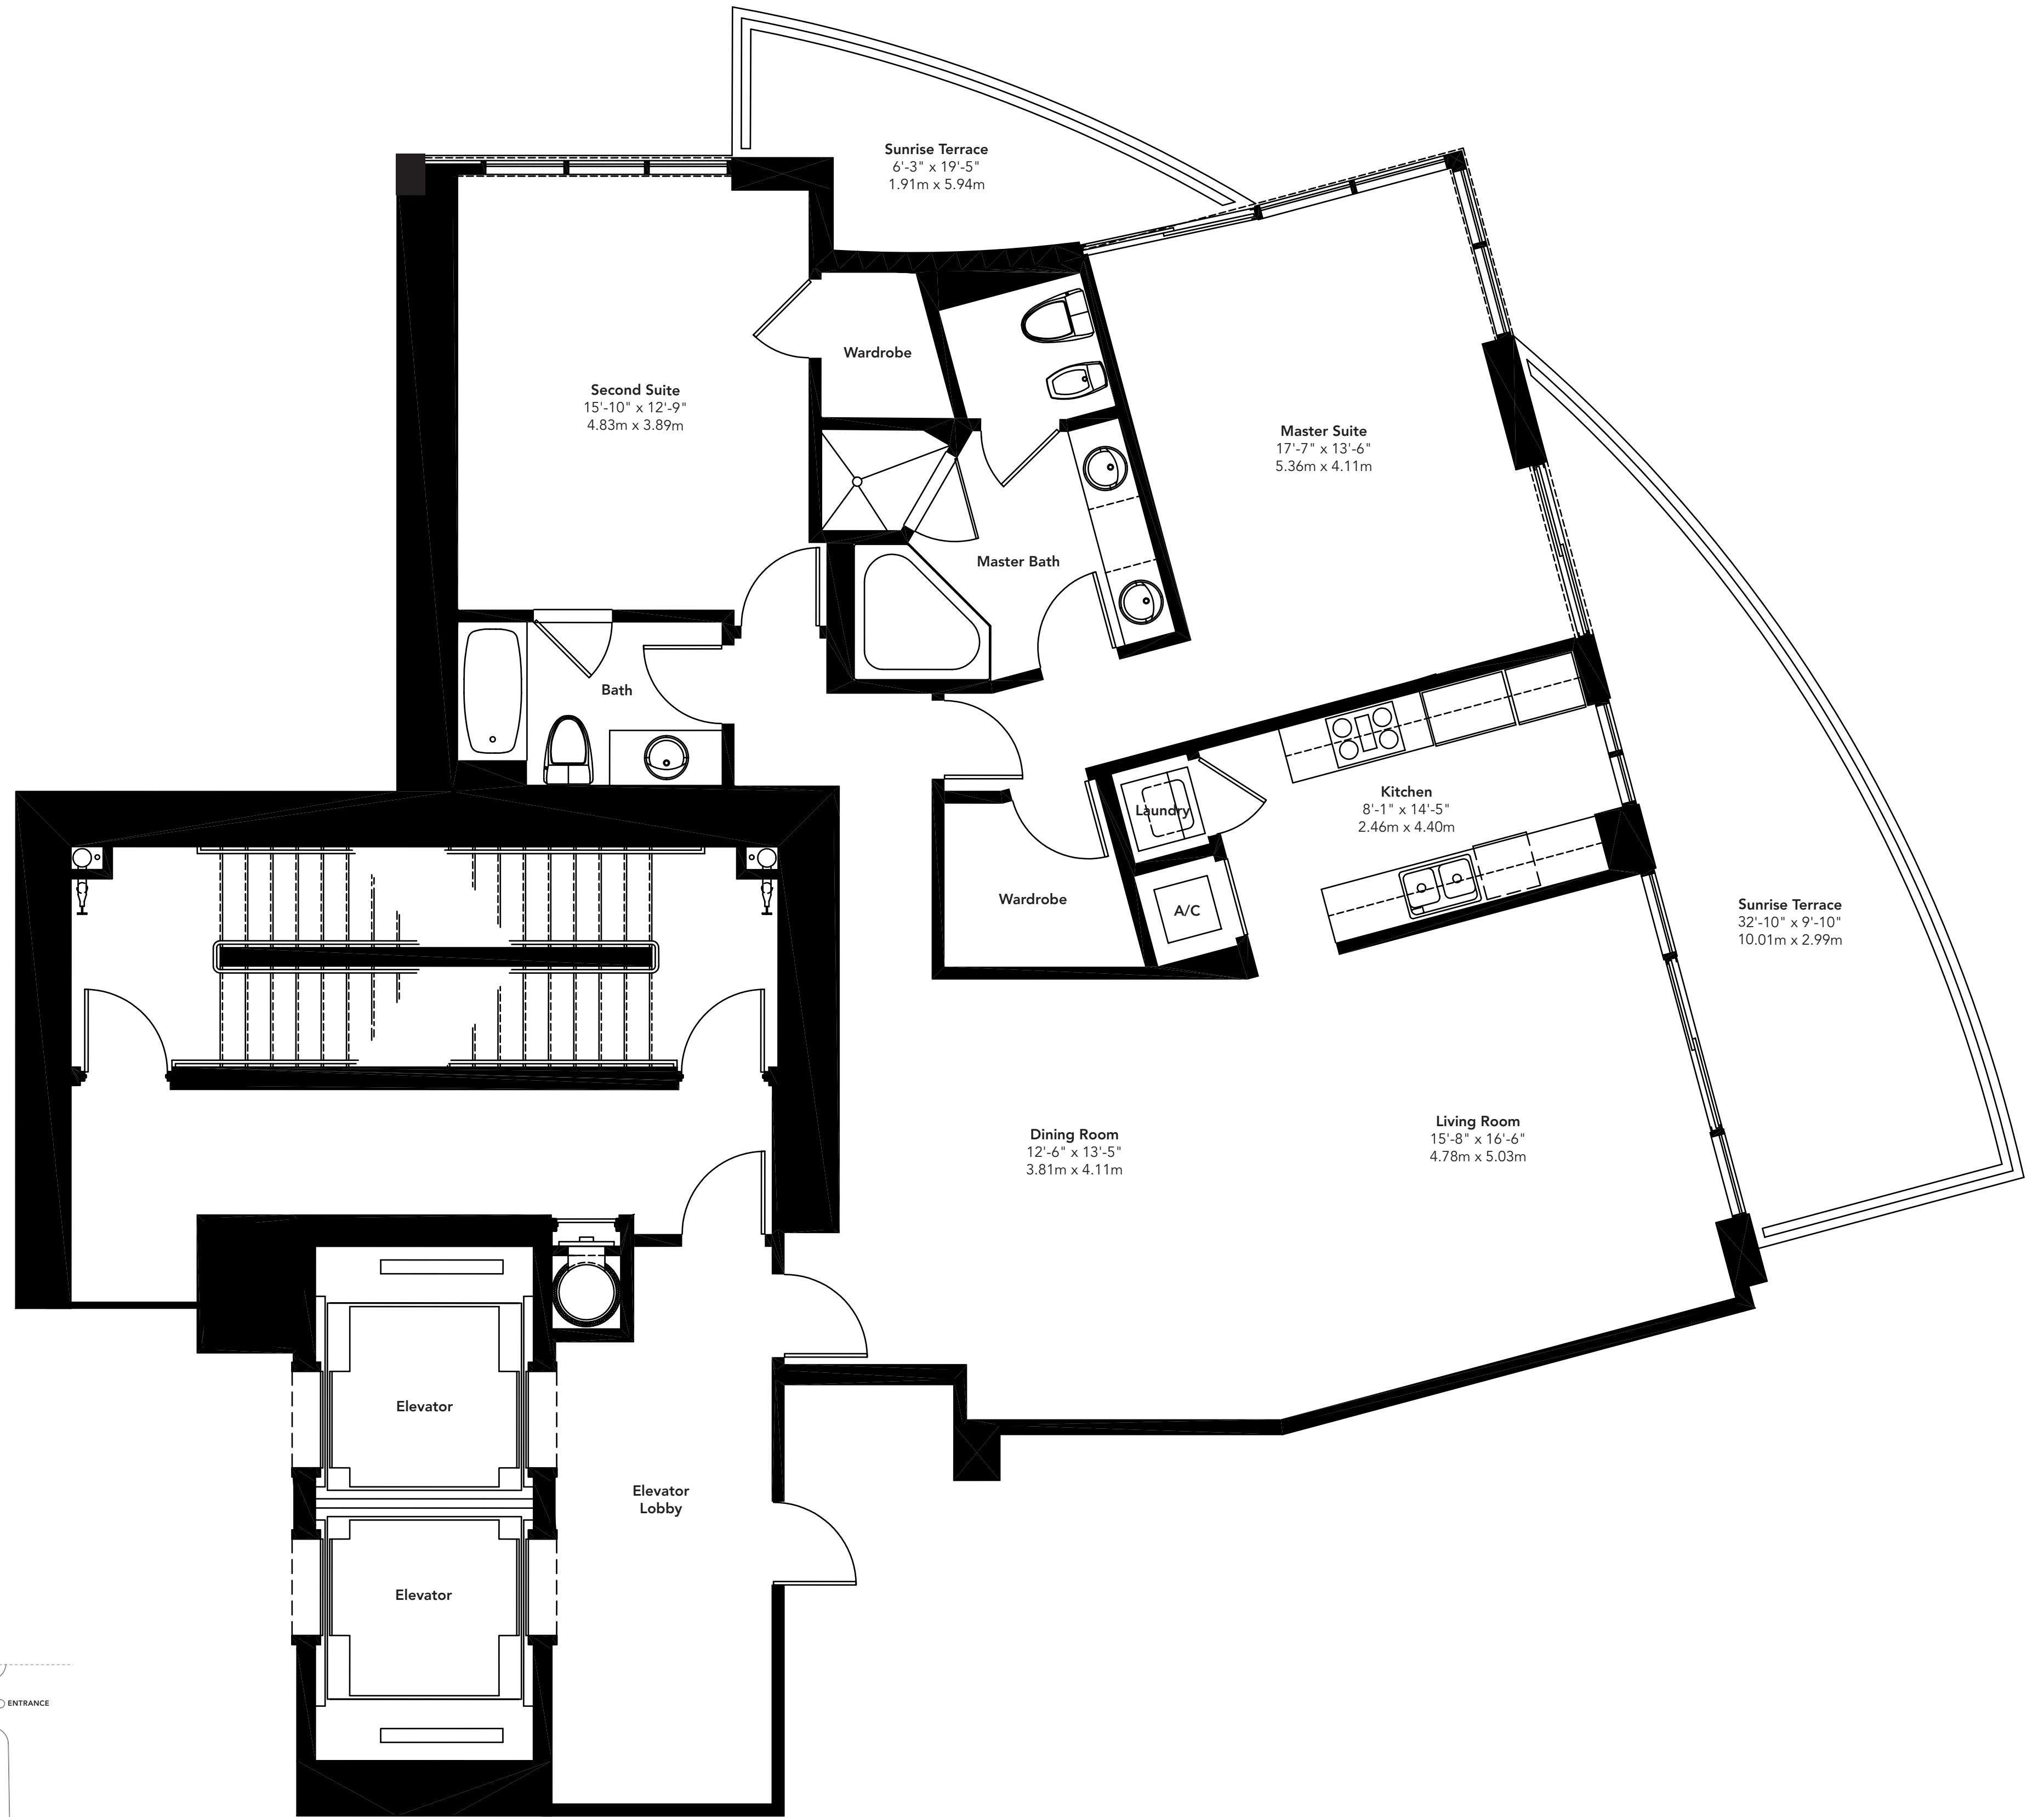 Sunrise Terrace
6'-3" x 19'-5"
1.91m x 5.94m
Wardrobe
Second Suite
15'-10" x 12'-9"
4.83m x 3.89m
Master Suite
17'-7" x 13'-6"
5.36m x 4.11m
Master Bath
Bath
Laundry
Kitchen
8'-1" x 14'-5"
2.46m x 4.40m
Wardrobe
A/C
Sunrise Terrace
32'-10" x 9'-10"
10.01m x 2.99m
Dining Room
12'-6" x 13'-5"
3.81m x 4.11m
Living Room
15'-8" x 16'-6"
4.78m x 5.03m
Elevator
Elevator
Lobby
Elevator
ENTRANCE